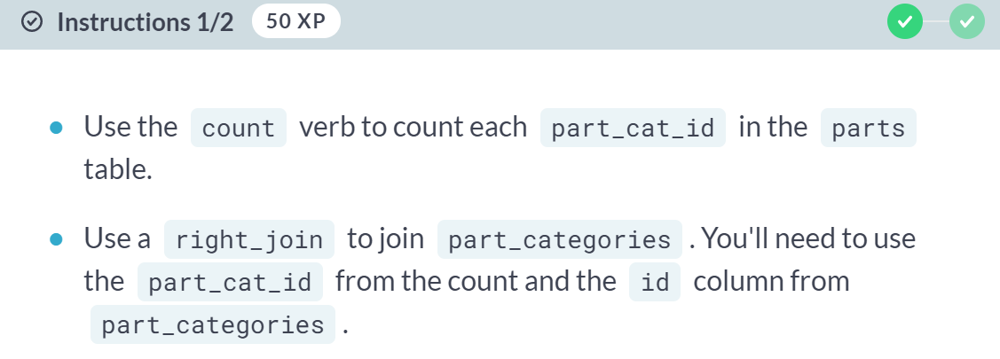 Instructions 1/2 50 XP
Use the count verb to count each part_cat_id in the parts
table.
Use a right_join to join part_categories . You'll need to use
the part_cat_id from the count and the id column from
part_categories .